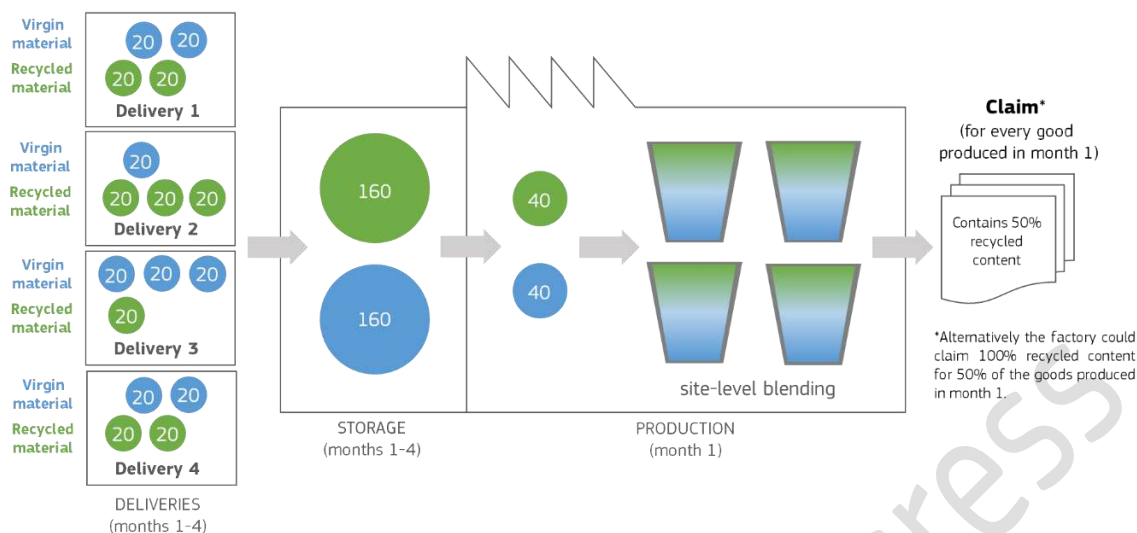 Virgin
material
20 20
Recycled
material
20 20
Delivery 1
Virgin
material
20
Recycled
material
20 20 20
Delivery 2
Virgin
material
20 20 20
Recycled
material
20
Delivery 3
Virgin
material
20 20
Recycled
material
20 20
Delivery 4
DELIVERIES
(months 1-4)
160
160
STORAGE
(months 1-4)
40
40
site-level blending
PRODUCTION
(month 1)
Claim*
(for every good
produced in month 1)
Contains 50%
recycled
content
*Alternatively the factory could
claim 100% recycled content
for 50% of the goods produced
in month 1.
ress